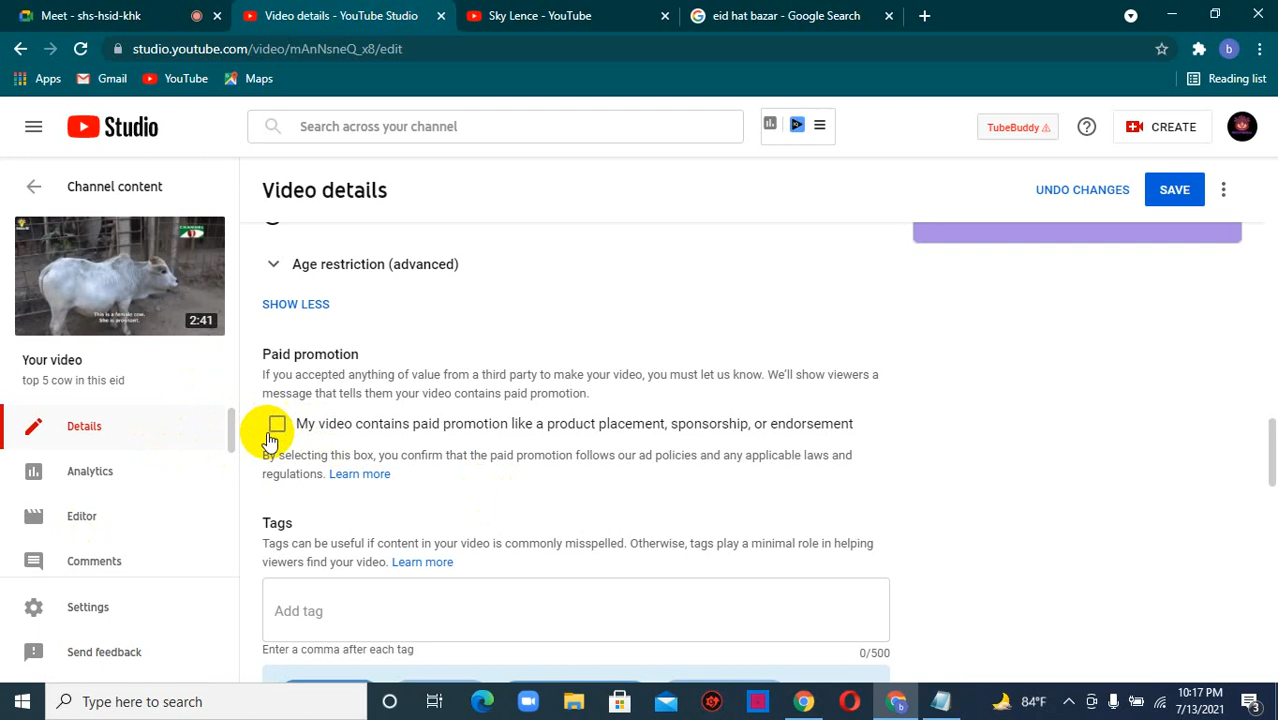 Meet - shs-hsid-khk
Video details - YouTube Studio
Sky Lence - YouTube
eid hat bazar - Google Search
studio.youtube.com/video/mAnNsneQ_x8/edit
b
Apps
Gmail
YouTube
Maps
Reading list
Studio
Search across your channel
TubeBuddy
CREATE
Channel content
Video details
UNDO CHANGES
SAVE
CHANNEL
This is a female cow.
She is pregnant.
2:41
Age restriction (advanced)
SHOW LESS
Your video
top 5 cow in this eid
Paid promotion
If you accepted anything of value from a third party to make your video, you must let us know. We'll show viewers a
message that tells them your video contains paid promotion.
Details
My video contains paid promotion like a product placement, sponsorship, or endorsement
By selecting this box, you confirm that the paid promotion follows our ad policies and any applicable laws and
regulations. Learn more
Analytics
Editor
Comments
Settings
Send feedback
Tags
Tags can be useful if content in your video is commonly misspelled. Otherwise, tags play a minimal role in helping
viewers find your video. Learn more
Add tag
Enter a comma after each tag
0/500
Type here to search
84°F
10:17 PM
7/13/2021
3